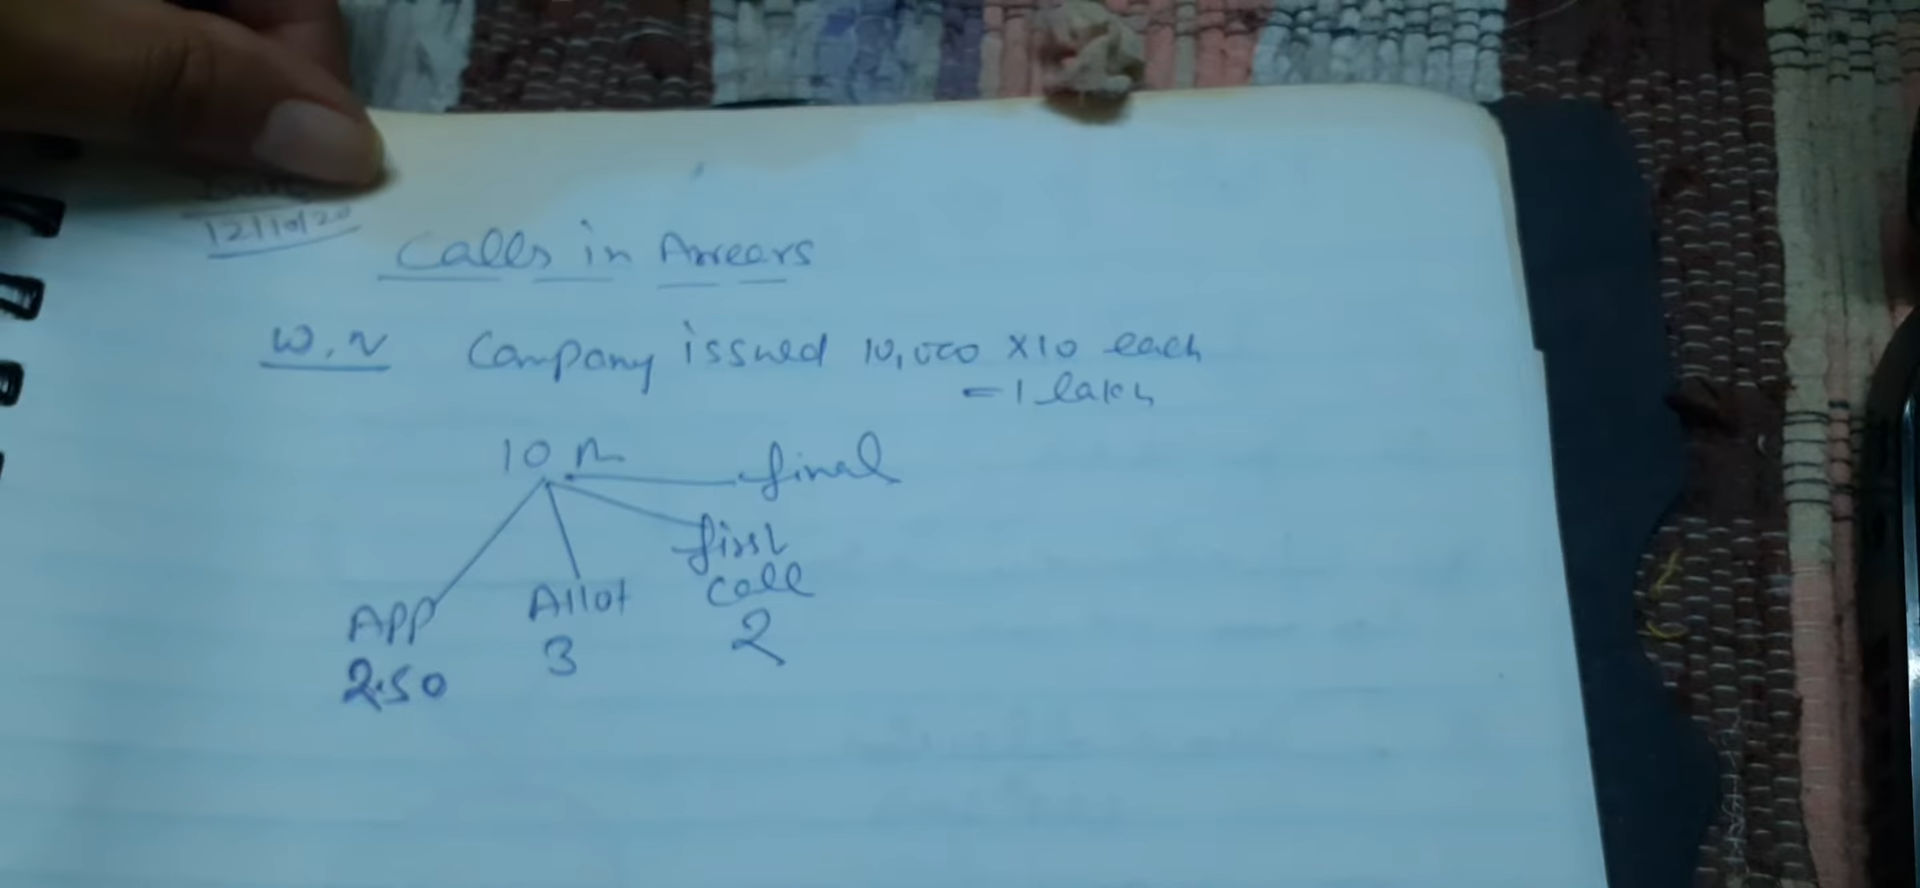 12/10/20
Calls in Arrears
W.N Company issued 10,000 X10 each
= 1 lakh
10
final
first
call
2
Allot
3
APP
2.50